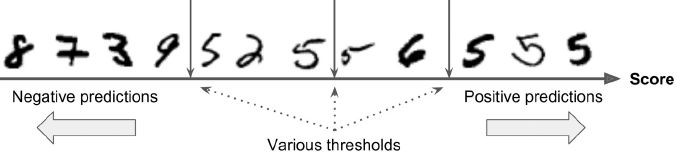 8 7 3 9 5 2 5 5 6 5 5 5
Score
Negative predictions Positive predictions
Various thresholds